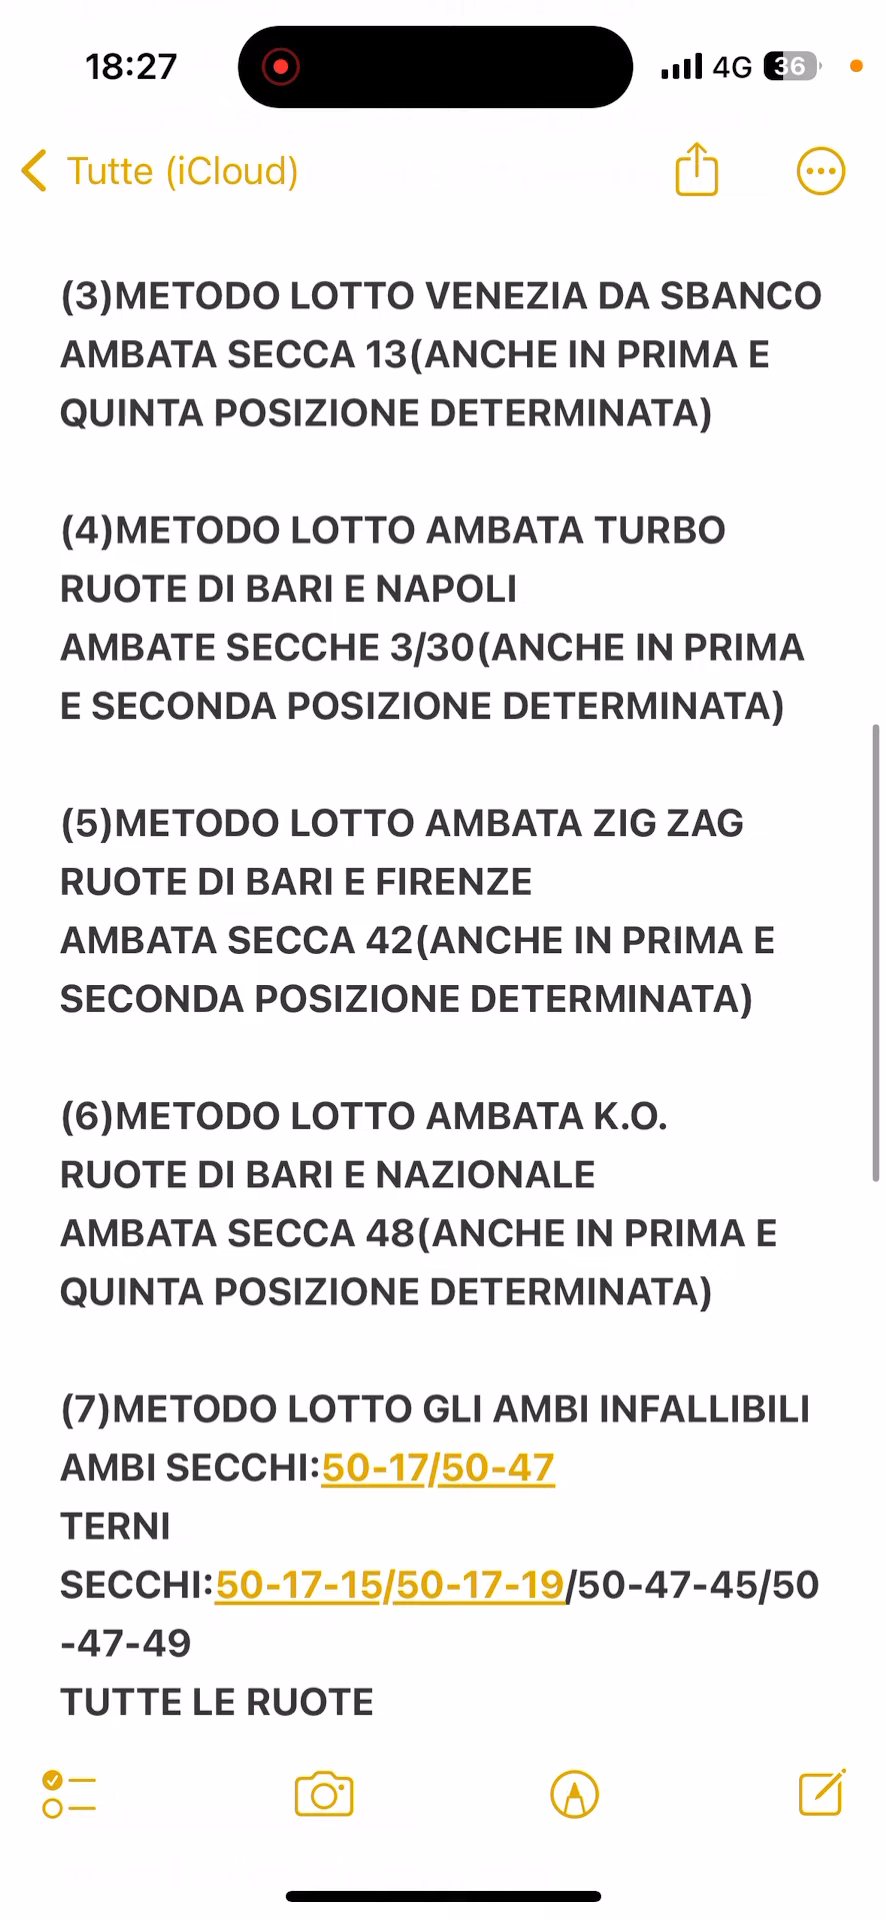 18:27
4G
36
Tutte (iCloud)
(3)METODO LOTTO VENEZIA DA SBANCO
AMBATA SECCA 13(ANCHE IN PRIMA E
QUINTA POSIZIONE DETERMINATA)
(4)METODO LOTTO AMBATA TURBO
RUOTE DI BARI E NAPOLI
AMBATE SECCHE 3/30(ANCHE IN PRIMA
E SECONDA POSIZIONE DETERMINATA)
(5)METODO LOTTO AMBATA ZIG ZAG
RUOTE DI BARI E FIRENZE
AMBATA SECCA 42(ANCHE IN PRIMA E
SECONDA POSIZIONE DETERMINATA)
(6)METODO LOTTO AMBATA K.O.
RUOTE DI BARI E NAZIONALE
AMBATA SECCA 48(ANCHE IN PRIMA E
QUINTA POSIZIONE DETERMINATA)
(7)METODO LOTTO GLI AMBI INFALLIBILI
AMBI SECCHI:50-17/50-47
TERNI
SECCHI:50-17-15/50-17-19/50-47-45/50
-47-49
TUTTE LE RUOTE